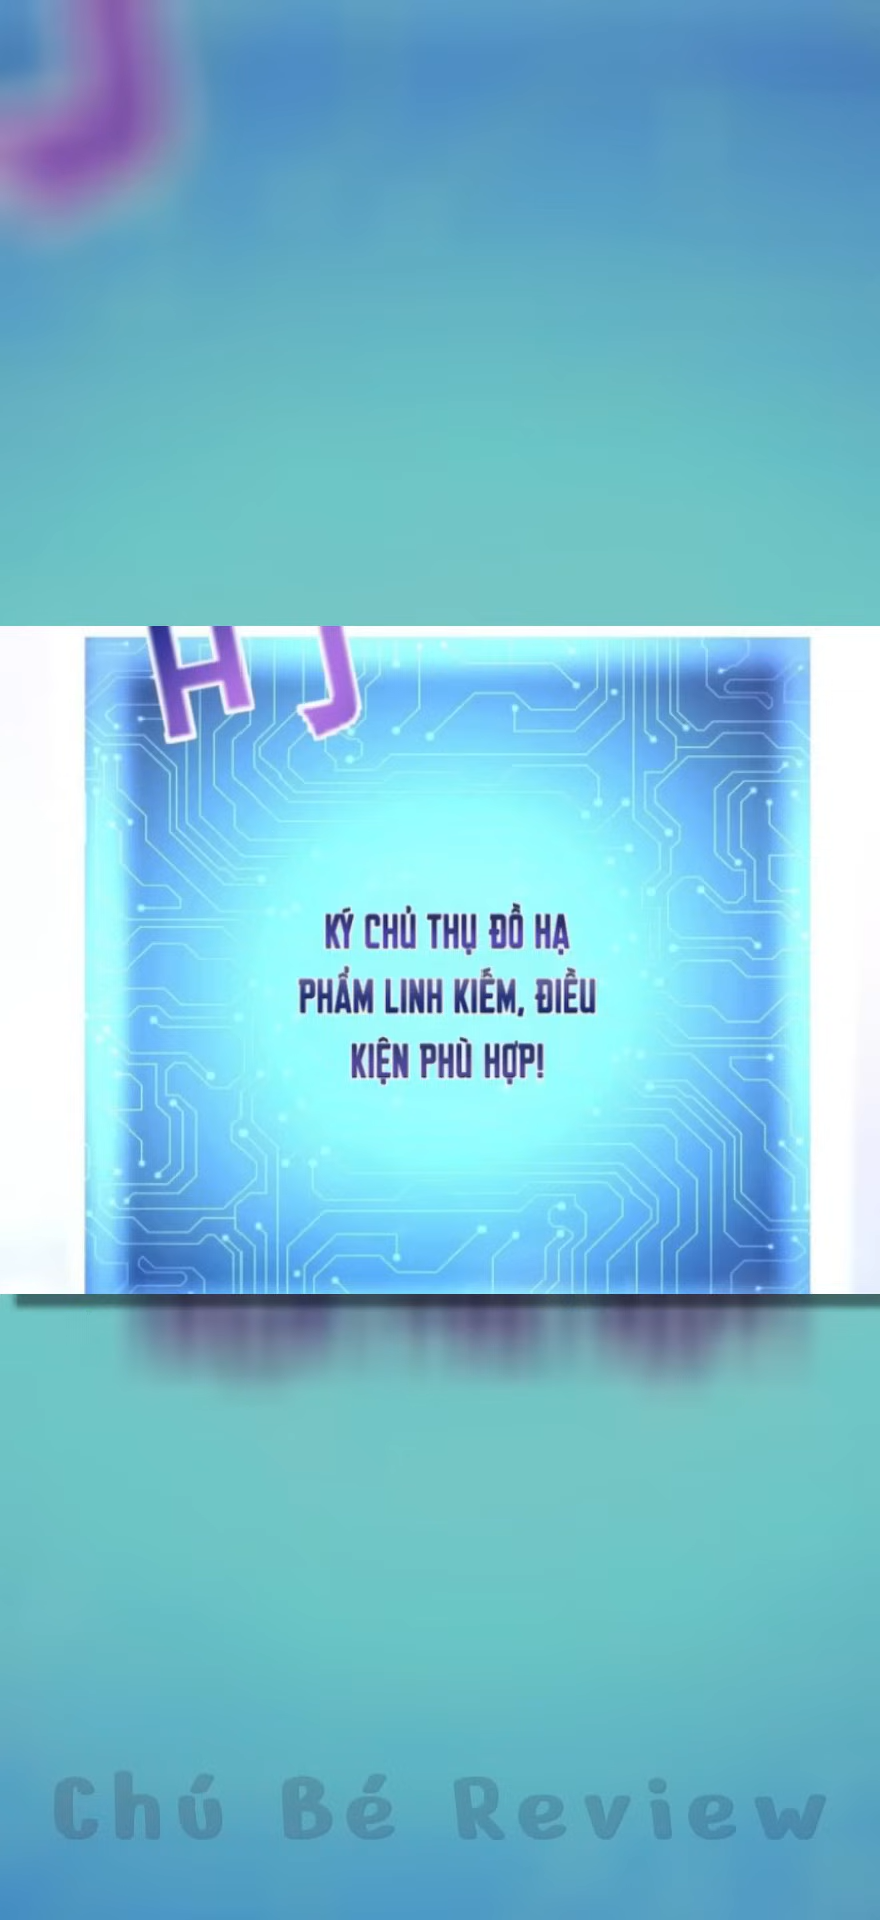 H J
KÝ CHỦ THỤ ĐỒ HẠ
PHẨM LINH KIẾM, ĐIỀU
KIỆN PHÙ HỢP!
Chú Bé Review